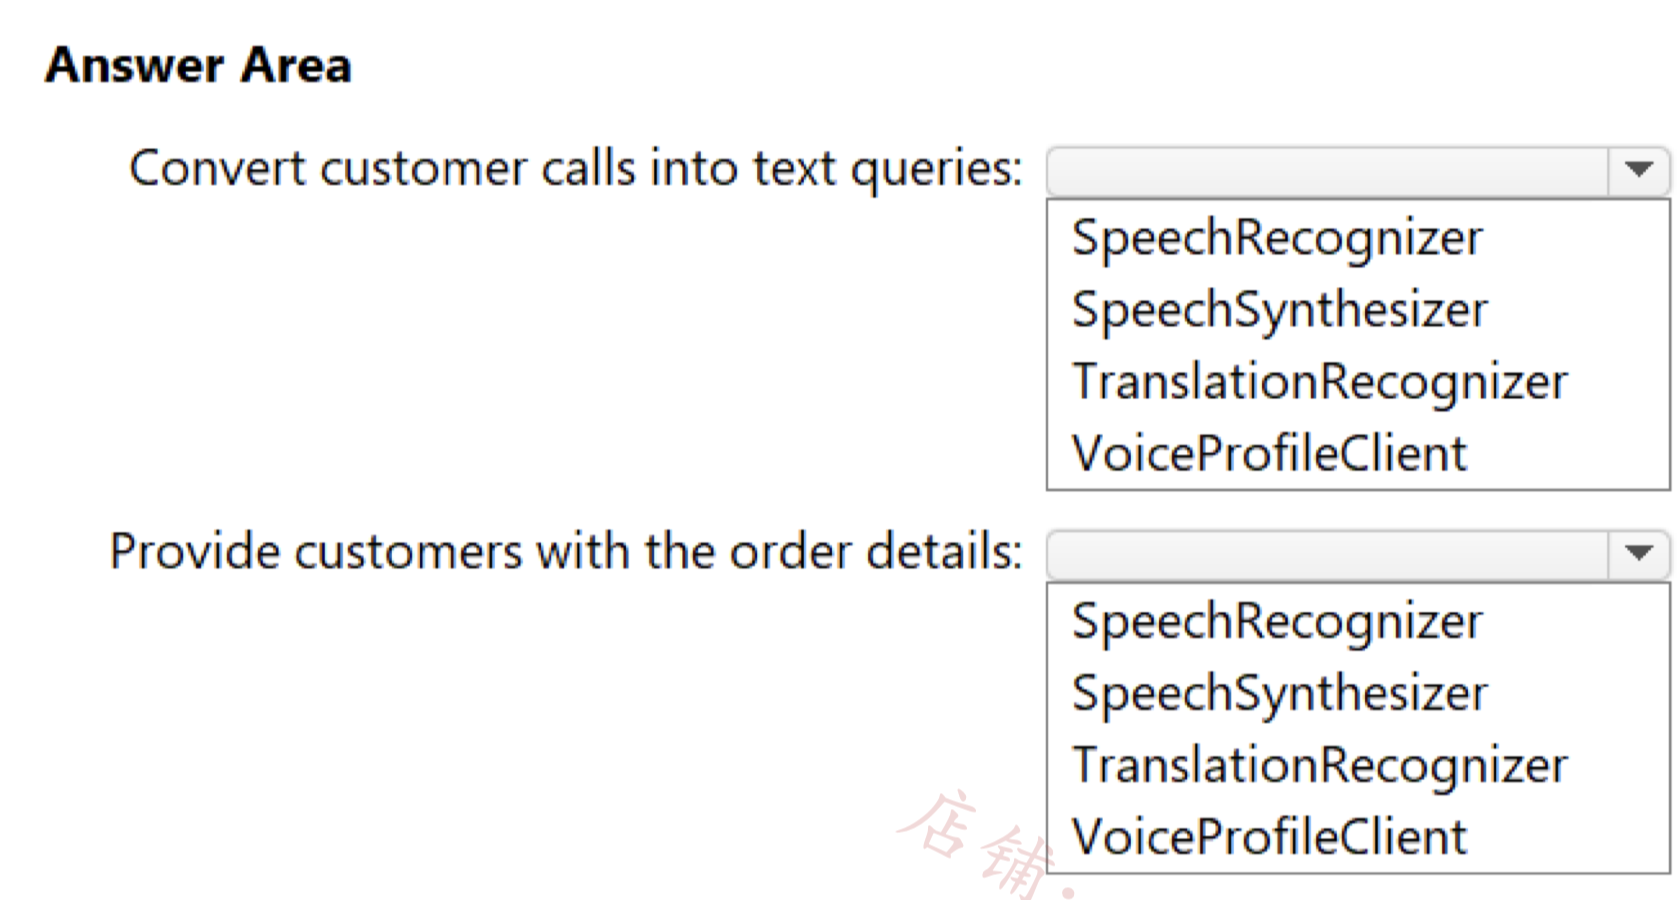 Answer Area
Convert customer calls into text queries:
SpeechRecognizer
SpeechSynthesizer
TranslationRecognizer
VoiceProfileClient
Provide customers with the order details:
SpeechRecognizer
SpeechSynthesizer
TranslationRecognizer
VoiceProfileClient
店铺: